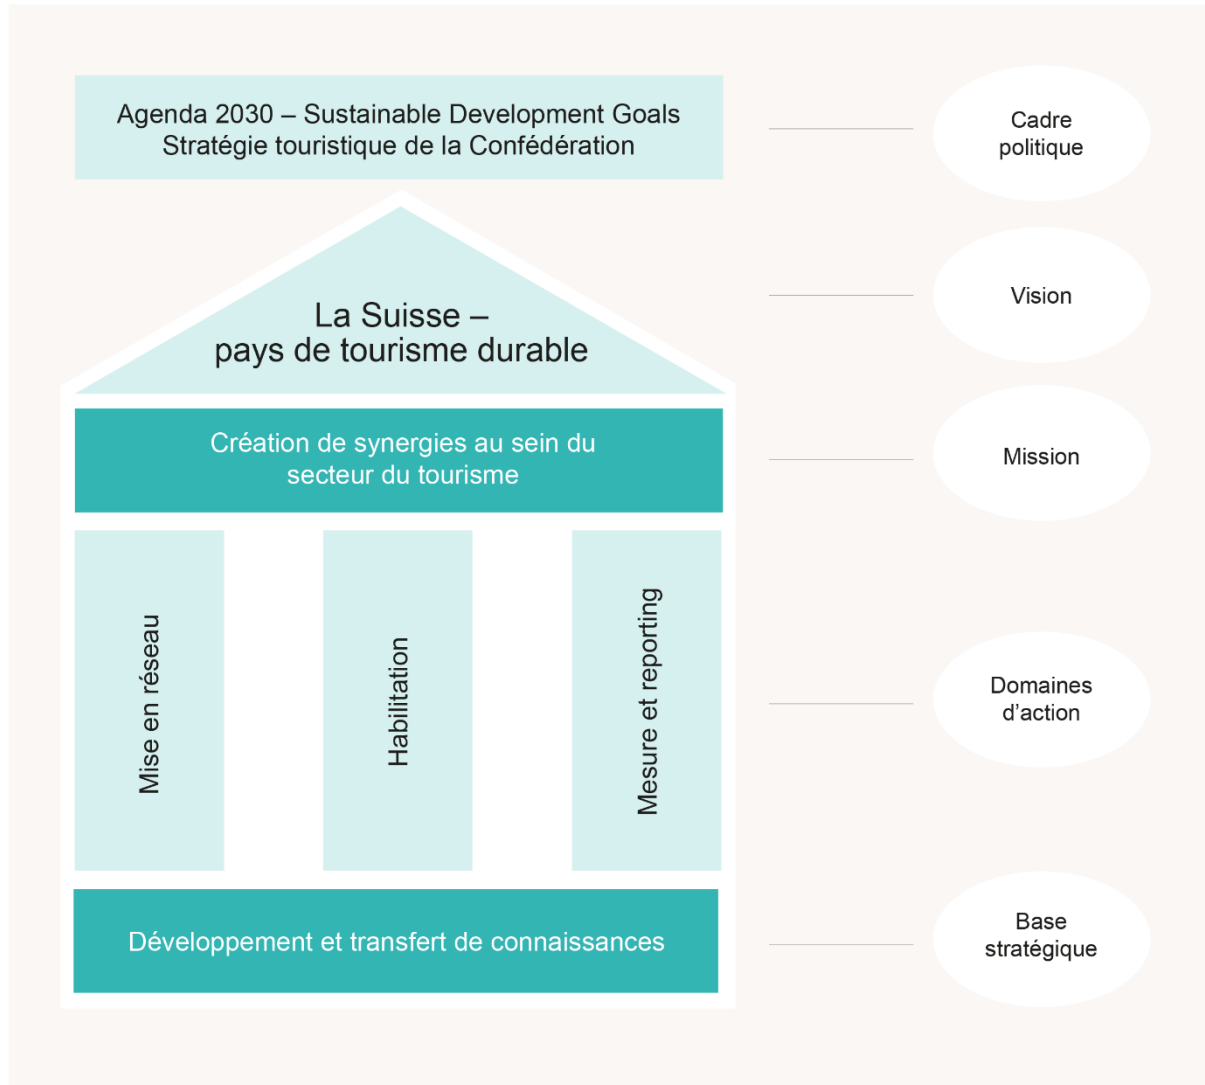 Agenda 2030 – Sustainable Development Goals
Stratégie touristique de la Confédération
Cadre
politique
La Suisse –
pays de tourisme durable
Vision
Création de synergies au sein du
secteur du tourisme
Mission
Mise en réseau
Habilitation
Mesure et reporting
Domaines
d’action
Développement et transfert de connaissances
Base
stratégique